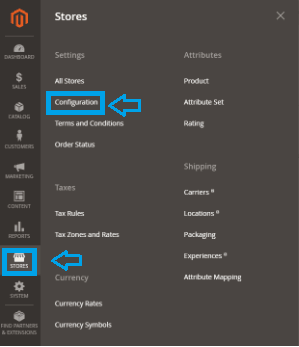 Stores
DASHBOARD
SALES
CATALOG
CUSTOMERS
MARKETING
CONTENT
REPORTS
STORES
SYSTEM
FIND PARTNERS
& EXTENSIONS
Settings
All Stores
Configuration
Terms and Conditions
Order Status
Taxes
Tax Rules
Tax Zones and Rates
Currency
Currency Rates
Currency Symbols
Attributes
Product
Attribute Set
Rating
Shipping
Carriers
Locations
Packaging
Experiences
Attribute Mapping